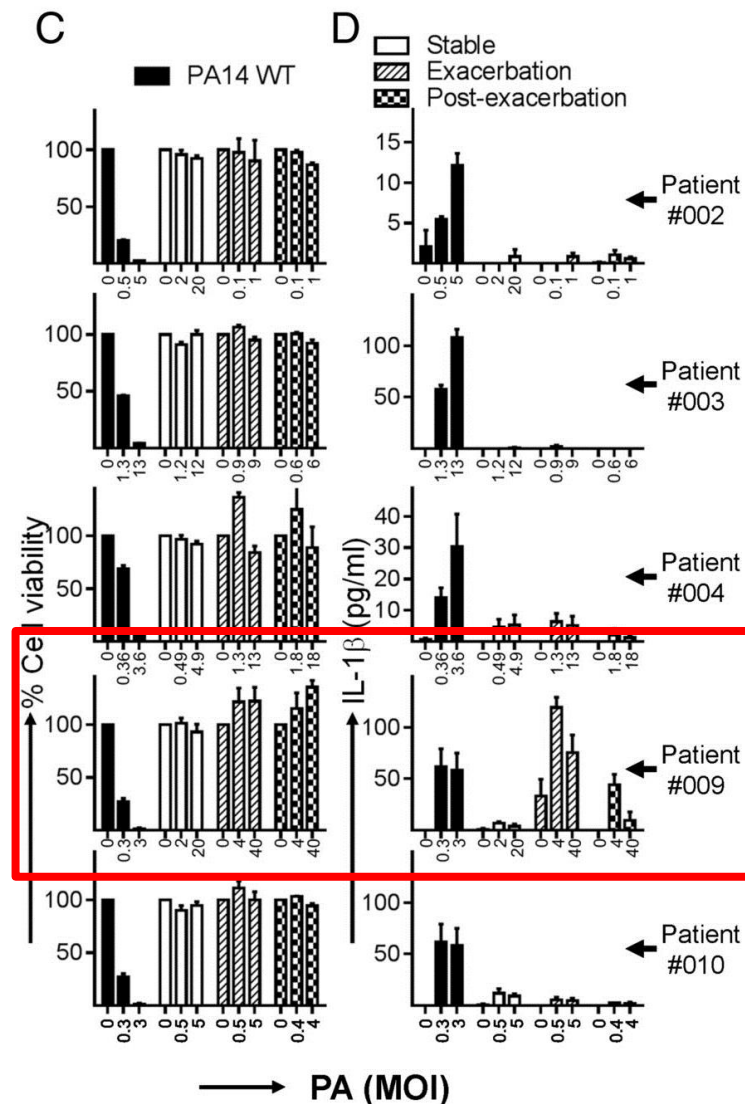 C
PA14 WT
D
Stable
Exacerbation
Post-exacerbation
% Cell viability
IL-1β (pg/ml)
100
50
0 0.5 5 0 2 20 0 0.1 1 0 0.1 1
15
10
5
0 0.5 5 0 2 20 0 0.1 1 0 0.1 1
Patient
#002
100
50
0 1.3 13 0 1.2 12 0 0.9 9 0 0.6 6
100
50
0 1.3 13 0 1.2 12 0 0.9 9 0 0.6 6
Patient
#003
100
50
0 0.36 3.6 0 0.49 4.9 0 1.3 13 0 1.8 18
40
30
20
10
0 0.36 3.6 0 0.49 4.9 0 1.3 13 0 1.8 18
Patient
#004
100
50
0 0.3 3 0 2 20 0 4 40 0 4 40
100
50
0 0.3 3 0 2 20 0 4 40 0 4 40
Patient
#009
100
50
0 0.3 3 0 0.5 5 0 0.5 5 0 0.4 4
50
0 0.3 3 0 0.5 5 0 0.5 5 0 0.4 4
Patient
#010
PA (MOI)